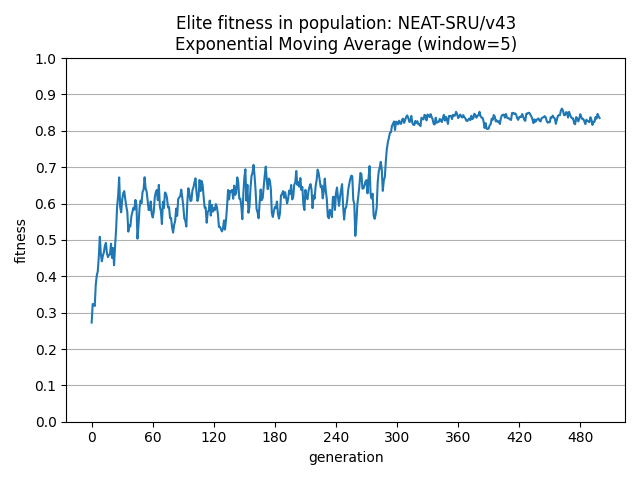 Elite fitness in population: NEAT-SRU/v43
Exponential Moving Average (window=5)
1.0
0.9
0.8
0.7
0.6
0.5
0.4
0.3
0.2
0.1
0.0
fitness
0 60 120 180 240 300 360 420 480
generation